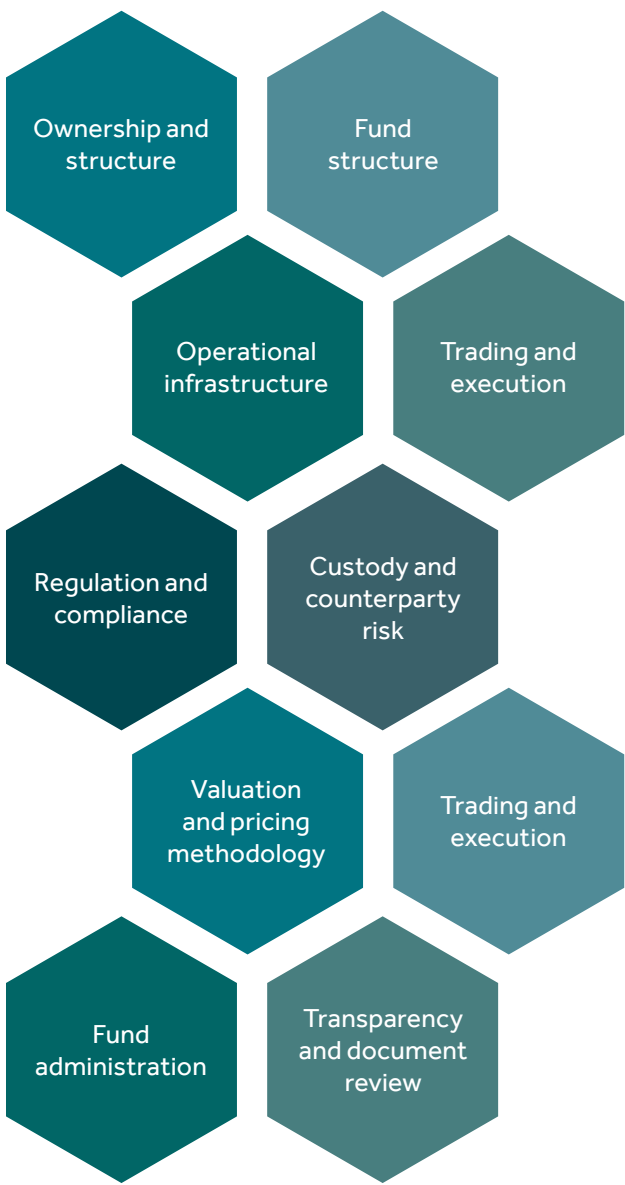 Ownership and
structure
Fund
structure
Operational
infrastructure
Trading and
execution
Regulation and
compliance
Custody and
counterparty
risk
Valuation
and pricing
methodology
Trading and
execution
Fund
administration
Transparency
and document
review